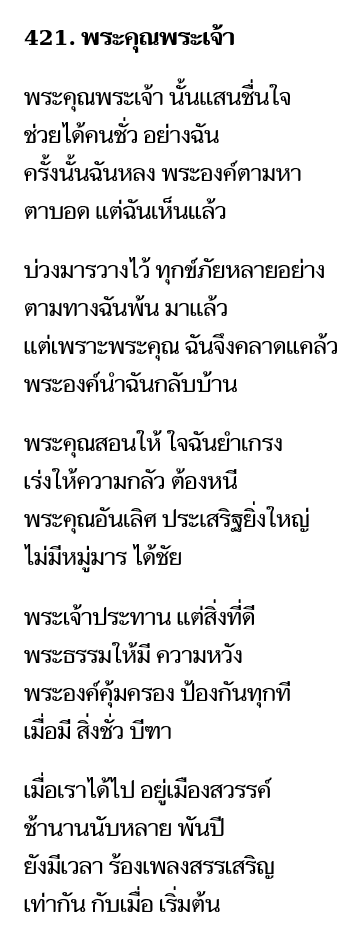 421. พระคุณพระเจ้า
พระคุณพระเจ้า นั้นแสนชื่นใจ
ช่วยได้คนชั่ว อย่างฉัน
ครั้งนั้นฉันหลง พระองค์ตามหา
ตาบอด แต่ฉันเห็นแล้ว
บ่วงมารวางไว้ ทุกข์ภัยหลายอย่าง
ตามทางฉันพ้น มาแล้ว
แต่เพราะพระคุณ ฉันจึงคลาดแคล้ว
พระองค์นำฉันกลับบ้าน
พระคุณสอนให้ ใจฉันยำเกรง
เร่งให้ความกลัว ต้องหนี
พระคุณอันเลิศ ประเสริฐยิ่งใหญ่
ไม่มีหมู่มาร ได้ชัย
พระเจ้าประทาน แต่สิ่งที่ดี
พระธรรมให้มี ความหวัง
พระองค์คุ้มครอง ป้องกันทุกที
เมื่อมี สิ่งชั่ว บีฑา
เมื่อเราได้ไป อยู่เมืองสวรรค์
ช้านานนับหลาย พันปี
ยังมีเวลา ร้องเพลงสรรเสริญ
เท่ากัน กับเมื่อ เริ่มต้น